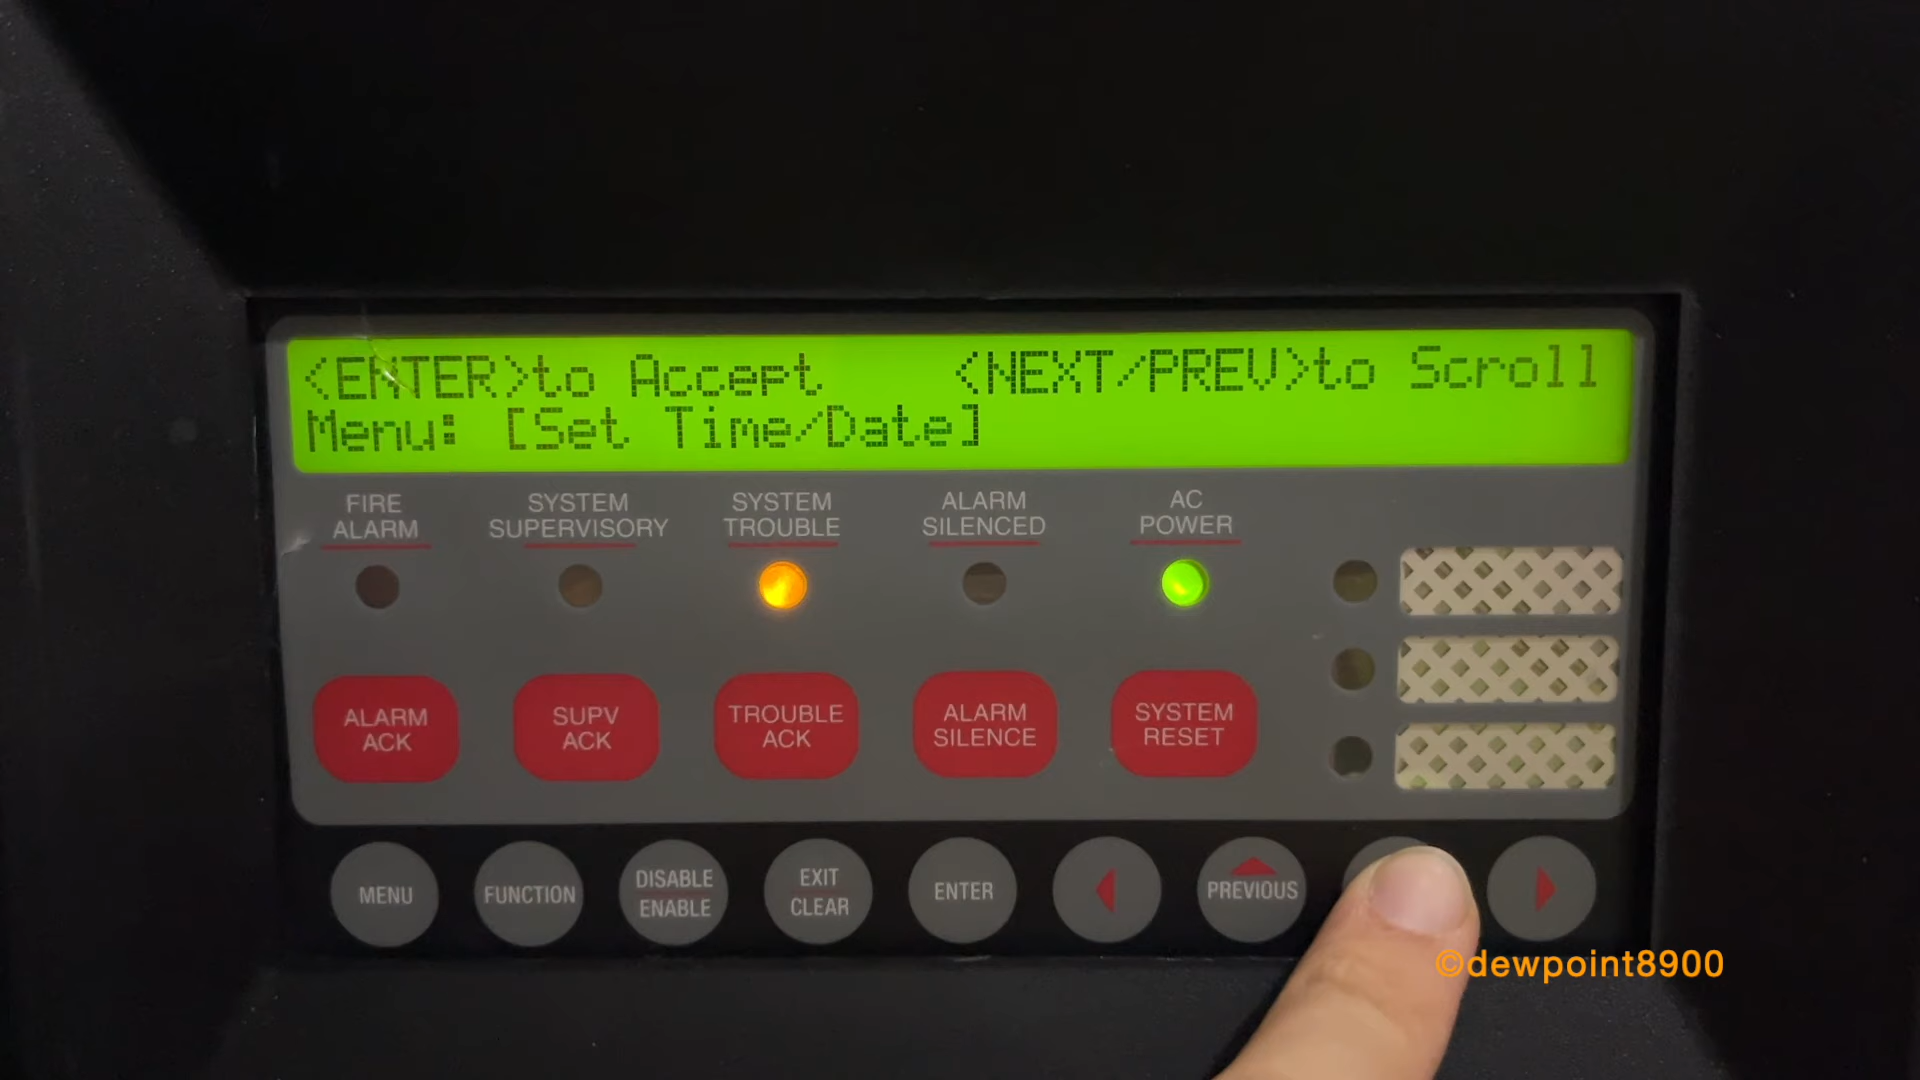 <ENTER>to Accept <NEXT/PREV>to Scroll
Menu: [Set Time/Date]
FIRE
ALARM
SYSTEM
SUPERVISORY
SYSTEM
TROUBLE
ALARM
SILENCED
AC
POWER
ALARM
ACK
SUPV
ACK
TROUBLE
ACK
ALARM
SILENCE
SYSTEM
RESET
MENU
FUNCTION
DISABLE
ENABLE
EXIT
CLEAR
ENTER
PREVIOUS
©dewpoint8900